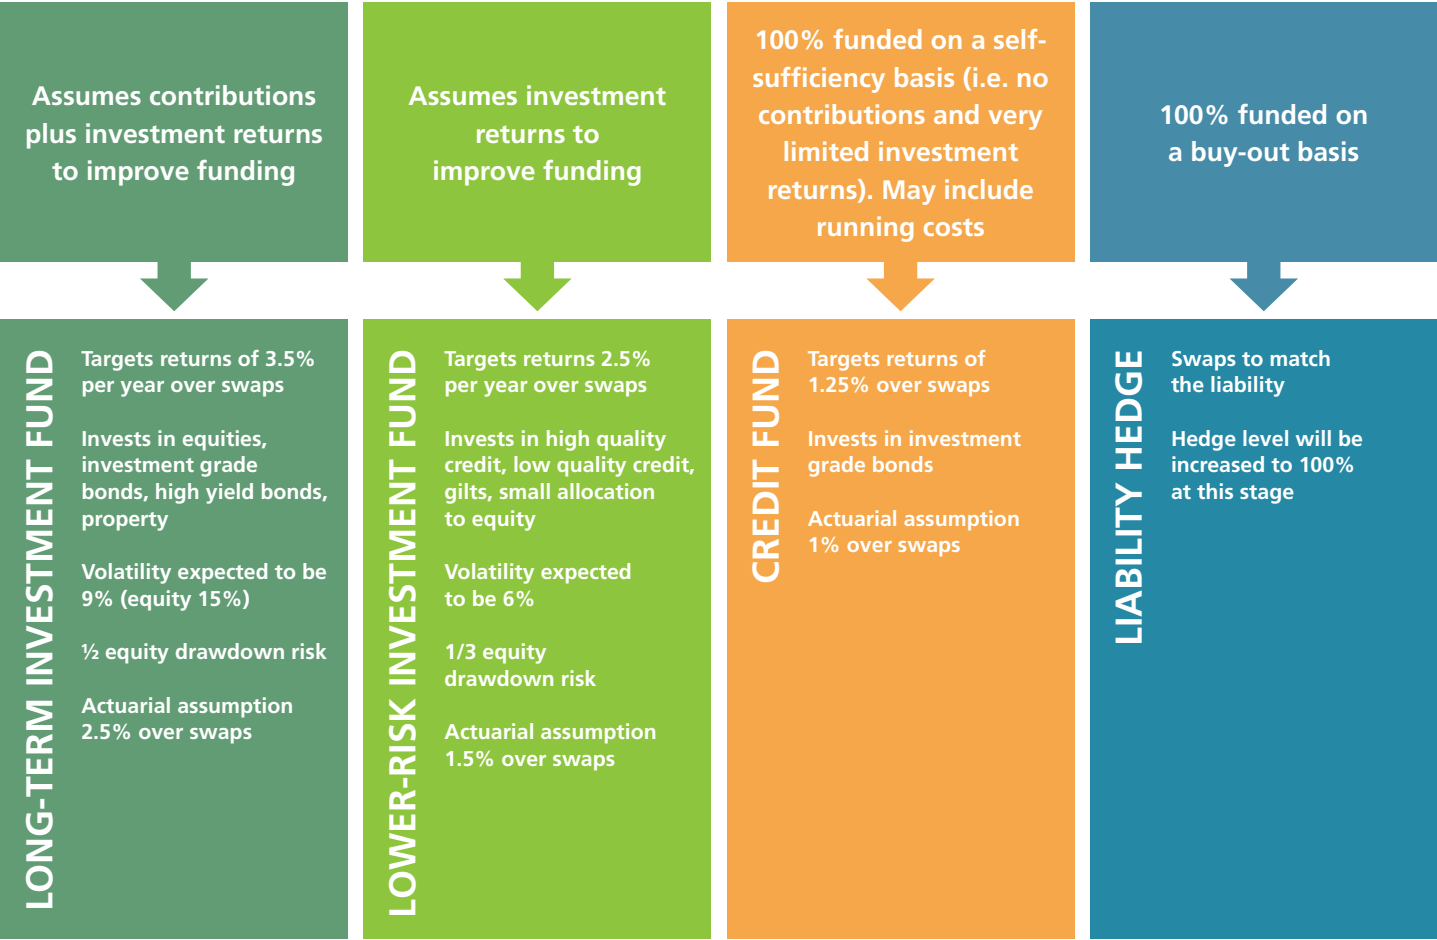 Assumes contributions
plus investment returns
to improve funding
Assumes investment
returns to
improve funding
100% funded on a self-
sufficiency basis (i.e. no
contributions and very
limited investment
returns). May include
running costs
100% funded on
a buy-out basis
LONG-TERM INVESTMENT FUND
Targets returns of 3.5%
per year over swaps
Invests in equities,
investment grade
bonds, high yield bonds,
property
Volatility expected to be
9% (equity 15%)
½ equity drawdown risk
Actuarial assumption
2.5% over swaps
LOWER-RISK INVESTMENT FUND
Targets returns 2.5%
per year over swaps
Invests in high quality
credit, low quality credit,
gilts, small allocation
to equity
Volatility expected
to be 6%
1/3 equity
drawdown risk
Actuarial assumption
1.5% over swaps
CREDIT FUND
Targets returns of
1.25% over swaps
Invests in investment
grade bonds
Actuarial assumption
1% over swaps
LIABILITY HEDGE
Swaps to match
the liability
Hedge level will be
increased to 100%
at this stage